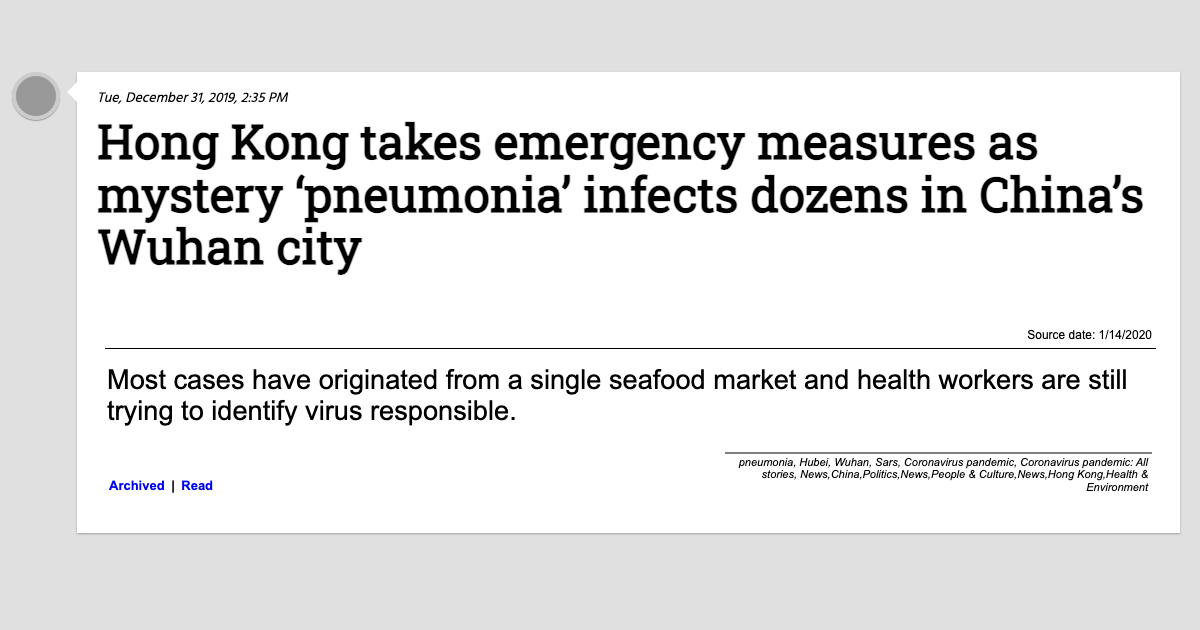 Tue, December 31, 2019, 2:35 PM
Hong Kong takes emergency measures as
mystery ‘pneumonia’ infects dozens in China’s
Wuhan city
Source date: 1/14/2020
Most cases have originated from a single seafood market and health workers are still
trying to identify virus responsible.
pneumonia, Hubei, Wuhan, Sars, Coronavirus pandemic, Coronavirus pandemic: All
stories, News,China,Politics,News,People & Culture,News,Hong Kong,Health &
Environment
Archived | Read